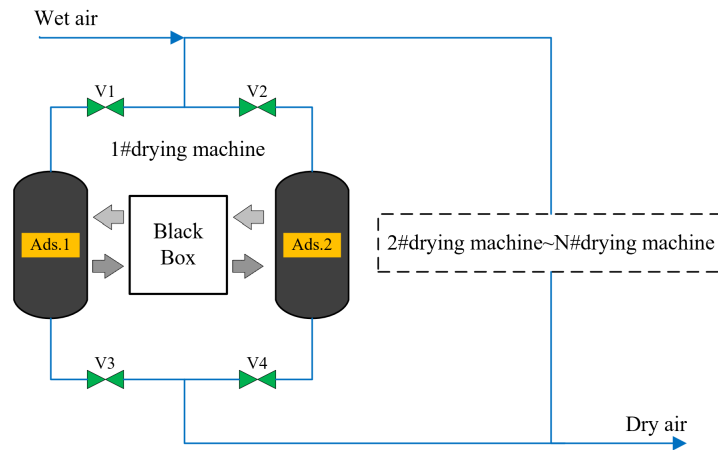 Wet air
V1
V2
1#drying machine
Ads.1
Black
Box
Ads.2
2#drying machine~N#drying machine
V3
V4
Dry air